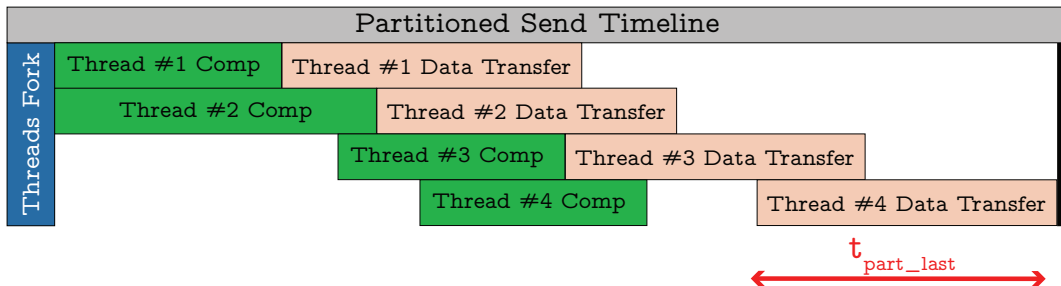 Partitioned Send Timeline
Threads Fork
Thread #1 Comp
Thread #1 Data Transfer
Thread #2 Comp
Thread #2 Data Transfer
Thread #3 Comp
Thread #3 Data Transfer
Thread #4 Comp
Thread #4 Data Transfer
t_part_last